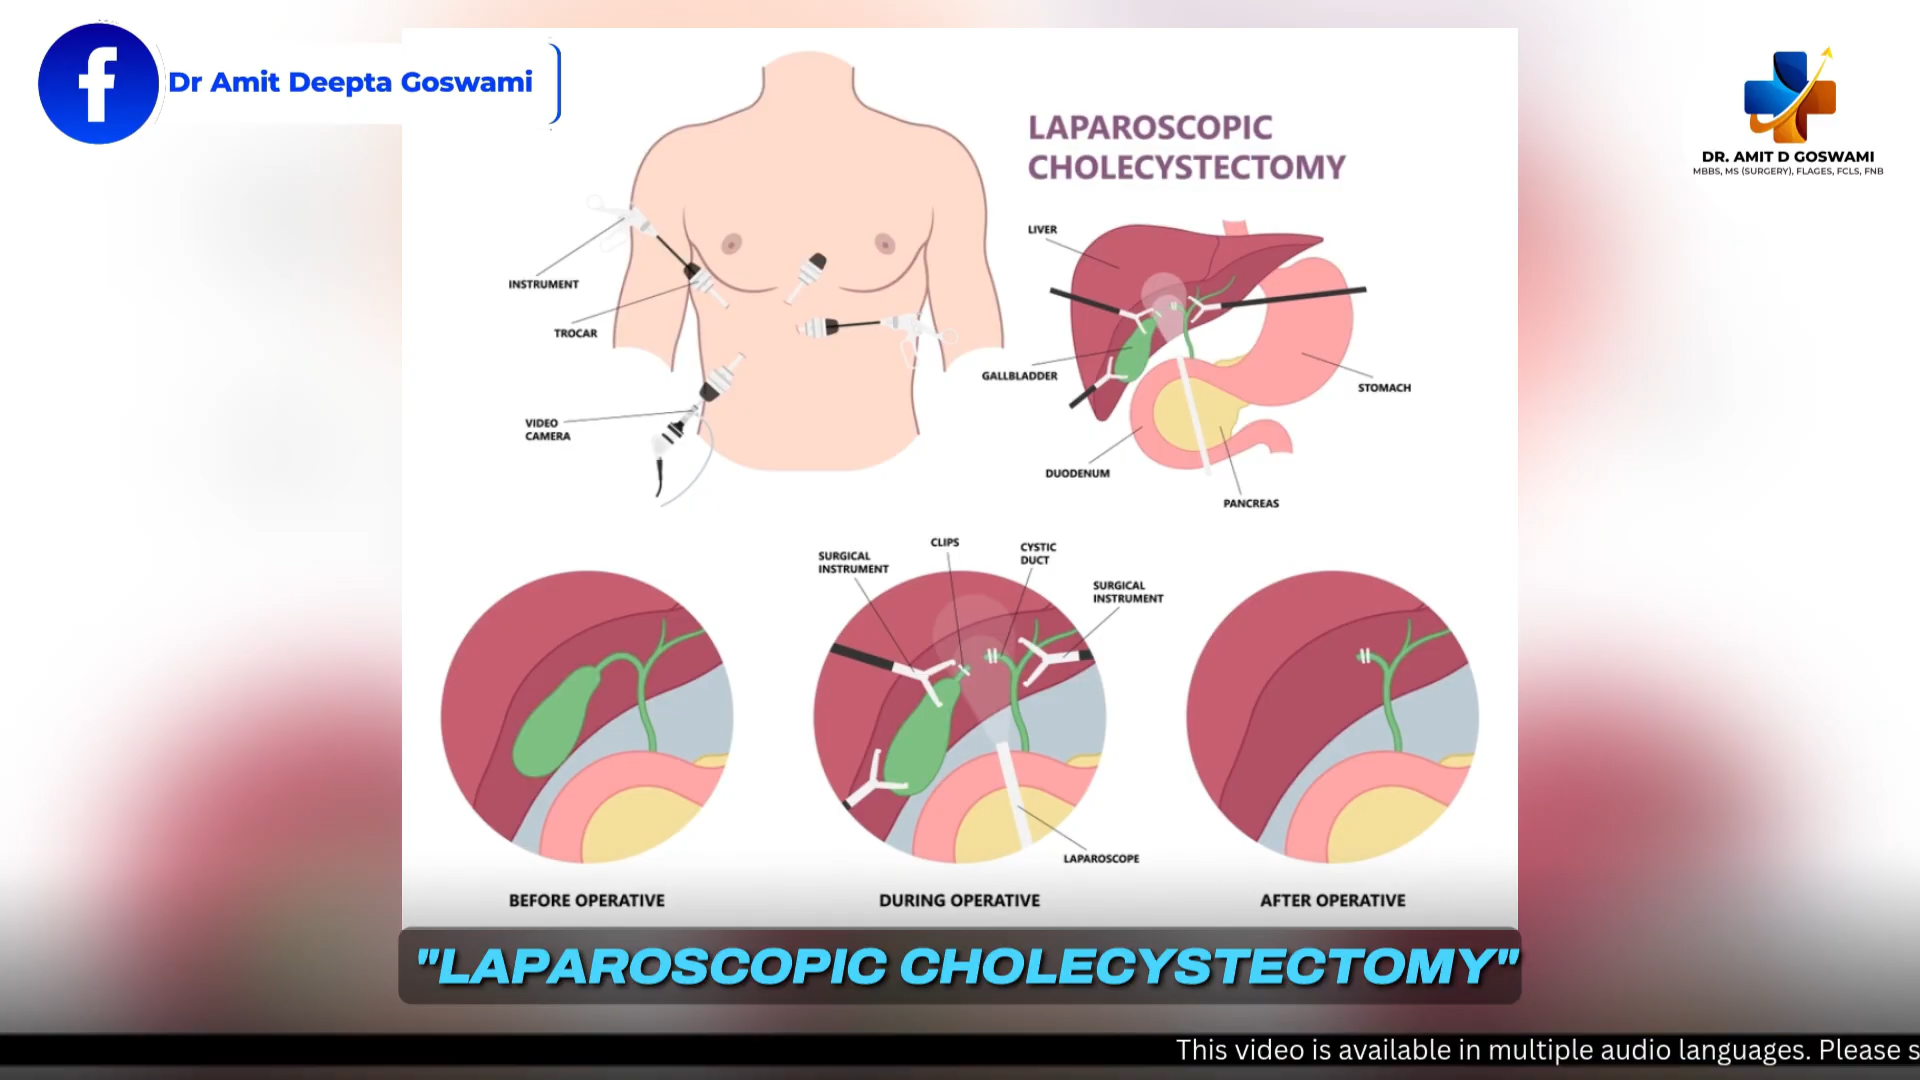 Dr Amit Deepta Goswami
DR. AMIT D GOSWAMI
MBBS, MS (SURGERY), FLAGES, FCLS, FNB
LAPAROSCOPIC
CHOLECYSTECTOMY
INSTRUMENT
TROCAR
VIDEO
CAMERA
LIVER
GALLBLADDER
STOMACH
DUODENUM
PANCREAS
SURGICAL
INSTRUMENT
CLIPS
CYSTIC
DUCT
SURGICAL
INSTRUMENT
LAPAROSCOPE
BEFORE OPERATIVE
DURING OPERATIVE
AFTER OPERATIVE
"LAPAROSCOPIC CHOLECYSTECTOMY"
This video is available in multiple audio languages. Please s